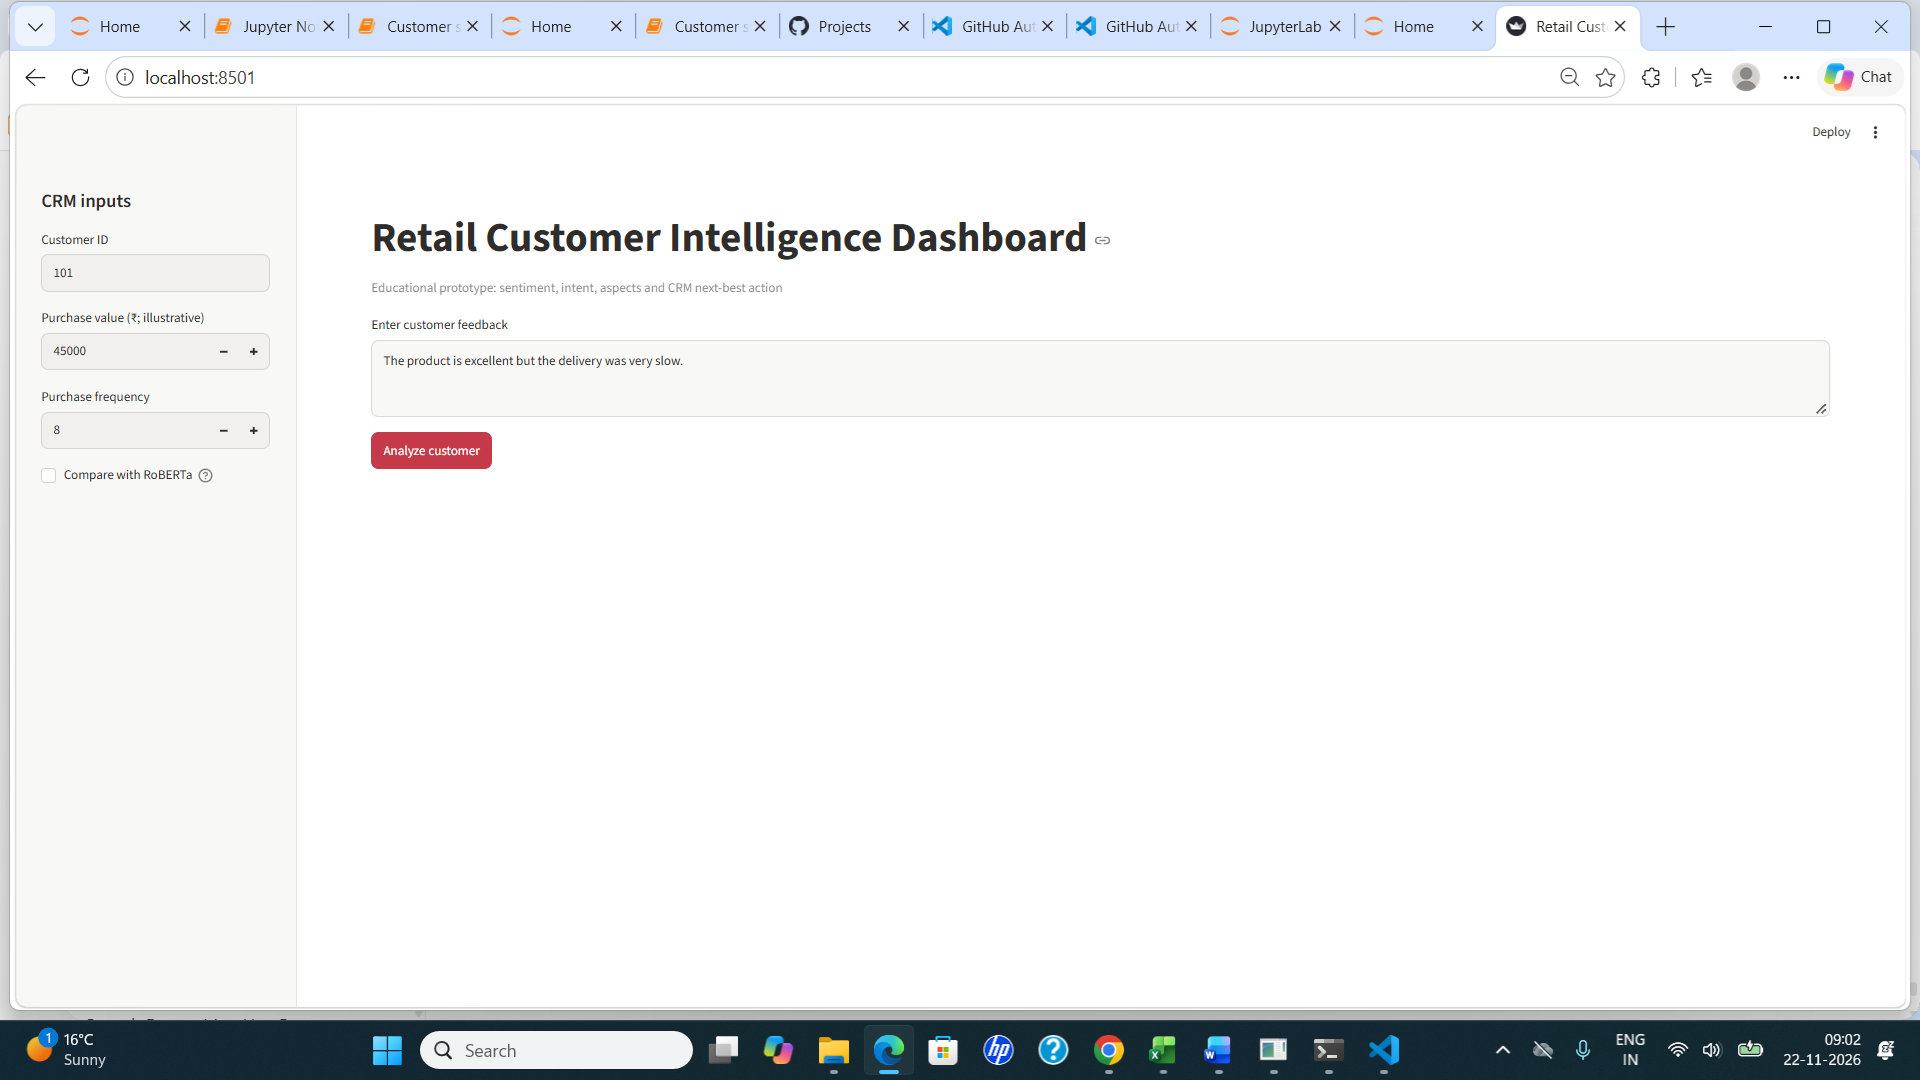 Home
Jupyter No
Customer s
Home
Customer s
Projects
GitHub Aut
GitHub Aut
JupyterLab
Home
Retail Cust
localhost:8501
Chat
Deploy
CRM inputs
Customer ID
101
Purchase value (₹; illustrative)
45000
Purchase frequency
8
Compare with RoBERTa
Retail Customer Intelligence Dashboard
Educational prototype: sentiment, intent, aspects and CRM next-best action
Enter customer feedback
The product is excellent but the delivery was very slow.
Analyze customer
1
16°C
Sunny
Search
hp
ENG
IN
09:02
22-11-2026